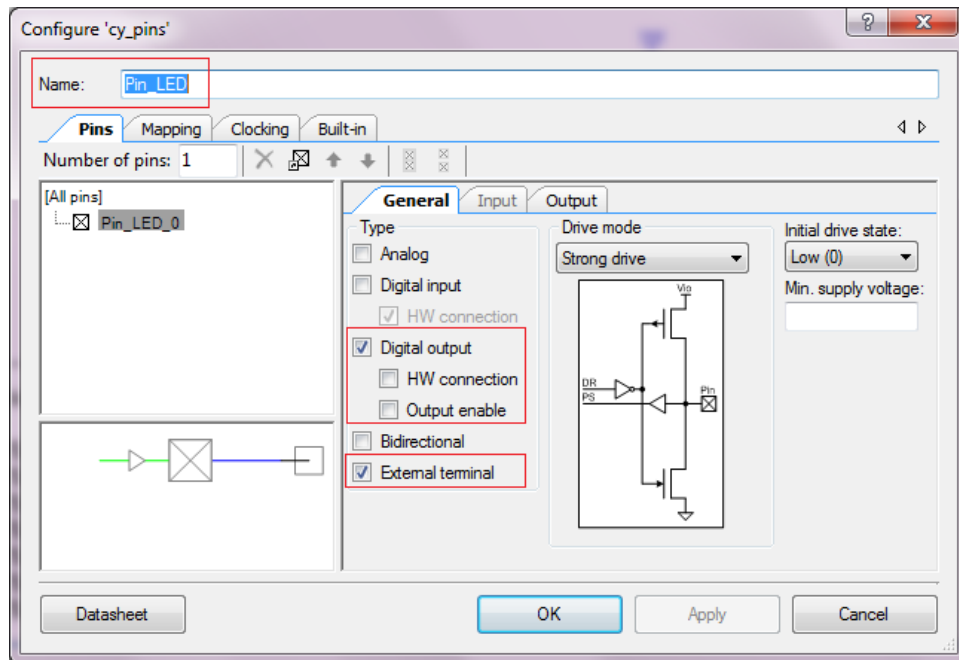 Configure 'cy_pins'
Name: Pin_LED
Pins Mapping Clocking Built-in
Number of pins: 1
[All pins]
Pin_LED_0
General Input Output
Type
Analog
Digital input
HW connection
Digital output
HW connection
Output enable
Bidirectional
External terminal
Drive mode
Strong drive
Vio
DR
PS
Pin
Initial drive state:
Low (0)
Min. supply voltage:
Datasheet OK Apply Cancel